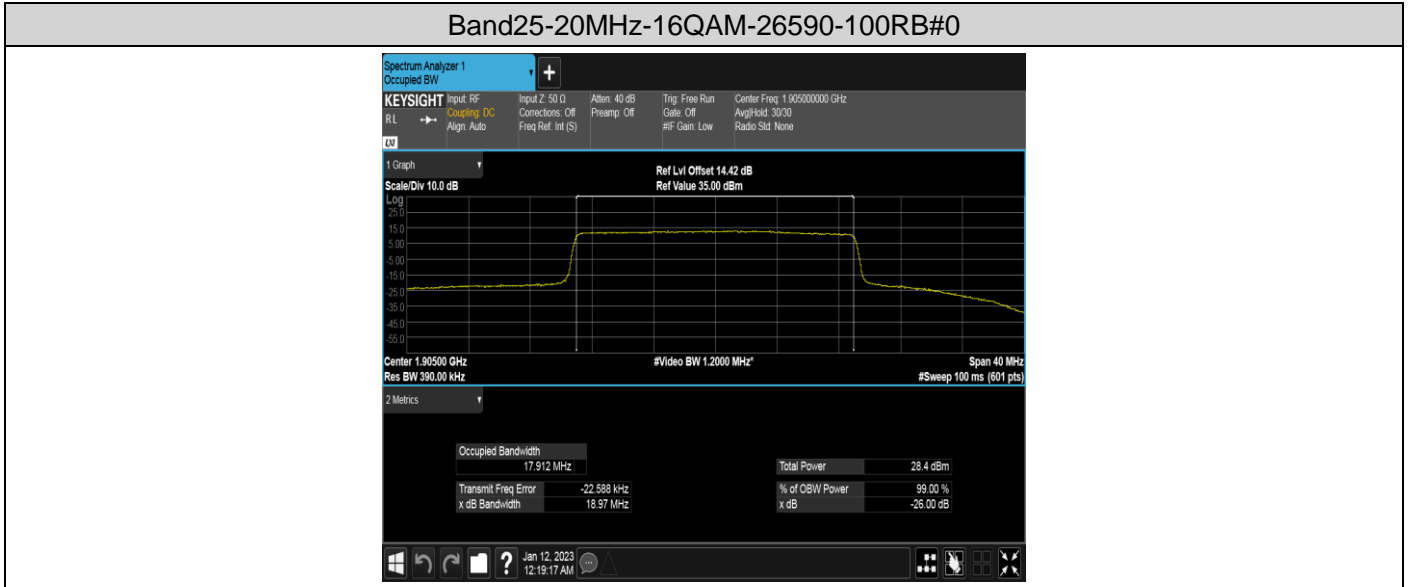 Band25-20MHz-16QAM-26590-100RB#0
Spectrum Analyzer 1
Occupied BW
+
KEYSIGHT
RL
LXI
Input: RF
Coupling: DC
Align: Auto
Input Z: 50 Ω
Corrections: Off
Freq Ref: Int (S)
Atten: 40 dB
Preamp: Off
Trig: Free Run
Gate: Off
#IF Gain: Low
Center Freq: 1.905000000 GHz
Avg|Hold: 30/30
Radio Std: None
1 Graph
Scale/Div 10.0 dB
Ref Lvl Offset 14.42 dB
Ref Value 35.00 dBm
Log
25.0
15.0
5.00
-5.00
-15.0
-25.0
-35.0
-45.0
-55.0
Center 1.90500 GHz
#Video BW 1.2000 MHz*
Span 40 MHz
Res BW 390.00 kHz
#Sweep 100 ms (601 pts)
2 Metrics
Occupied Bandwidth
17.912 MHz
Total Power 28.4 dBm
Transmit Freq Error -22.588 kHz
% of OBW Power 99.00 %
x dB Bandwidth 18.97 MHz
x dB -26.00 dB
?
Jan 12, 2023
12:19:17 AM